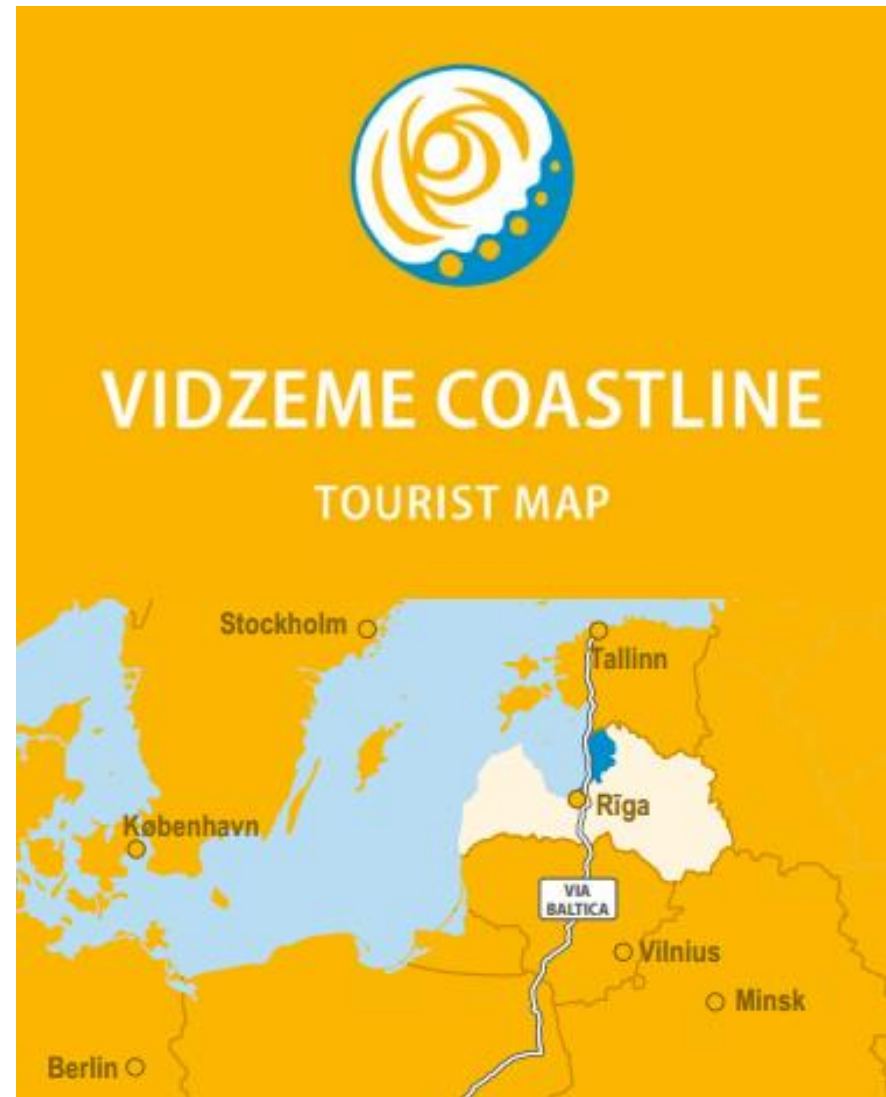 VIDZEME COASTLINE
TOURIST MAP
Stockholm
Tallinn
København
Rīga
VIA
BALTICA
Vilnius
Minsk
Berlin